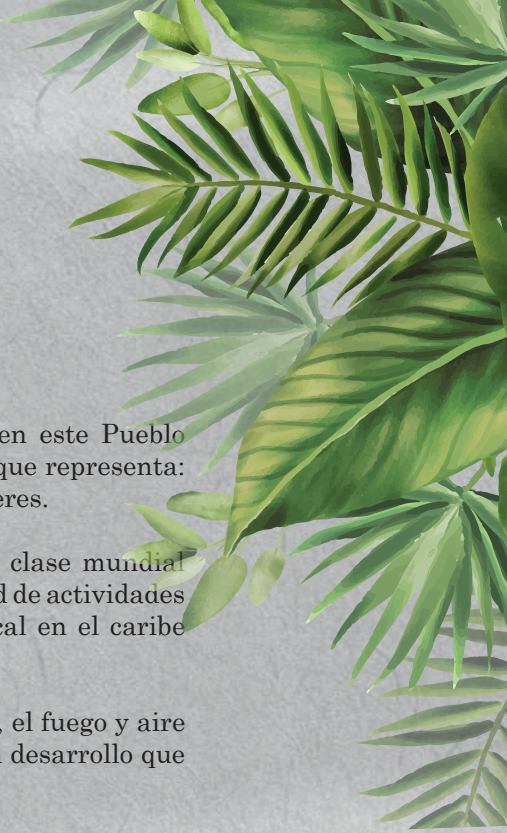 en este Pueblo
que representa:
eres.
clase mundial
d de actividades
cal en el caribe
, el fuego y aire
desarrollo que